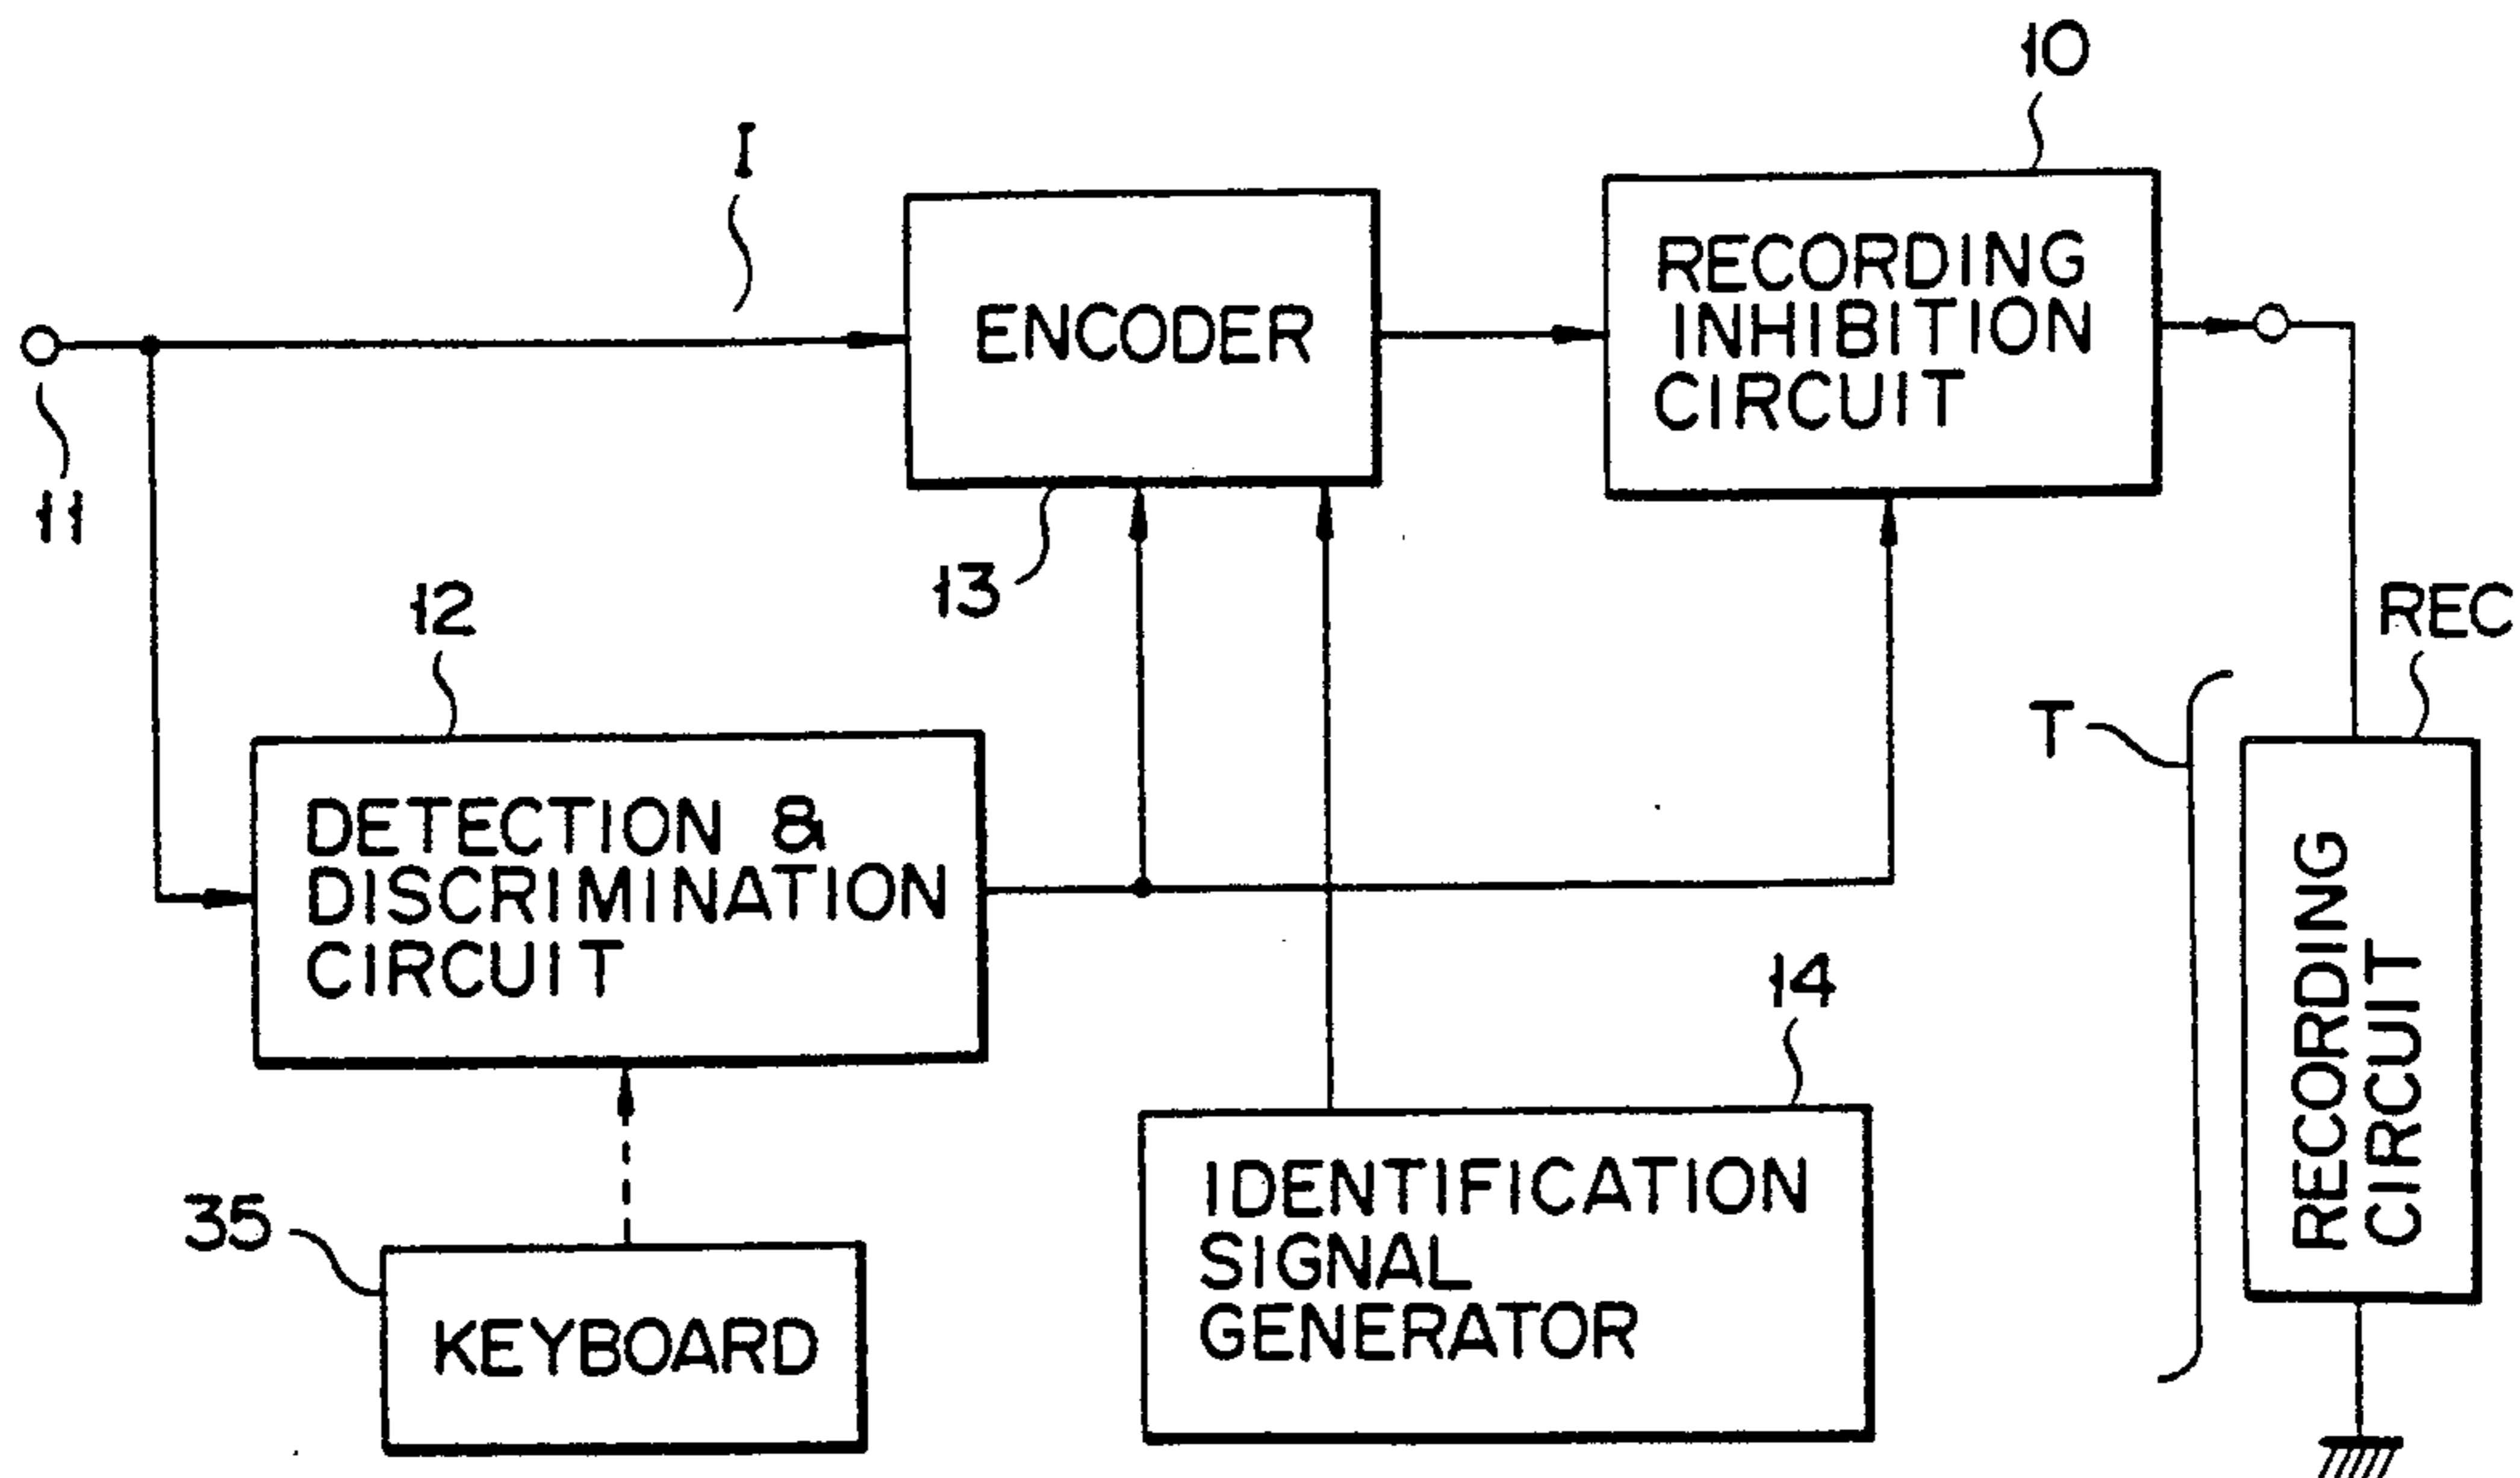 10
I
ENCODER
RECORDING
INHIBITION
CIRCUIT
11
13
12
REC
T
DETECTION &
DISCRIMINATION
CIRCUIT
14
RECORDING
CIRCUIT
35
IDENTIFICATION
SIGNAL
GENERATOR
KEYBOARD